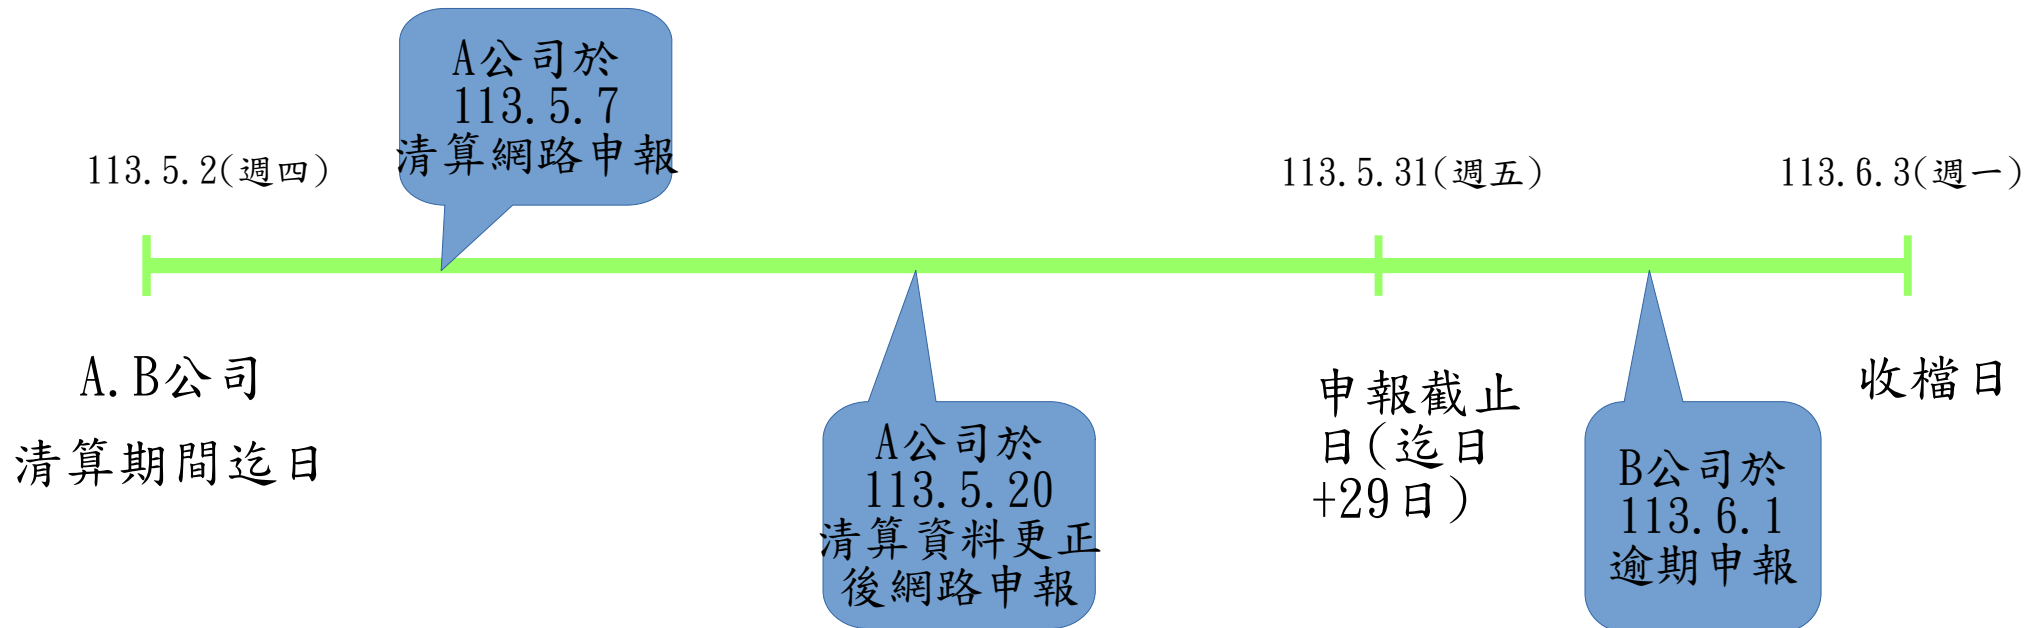 A公司於
113.5.7
清算網路申報
113.5.2(週四)
113.5.31(週五)
113.6.3(週一)
A.B公司
清算期間迄日
A公司於
113.5.20
清算資料更正
後網路申報
申報截止
日(迄日
+29日)
B公司於
113.6.1
逾期申報
收檔日